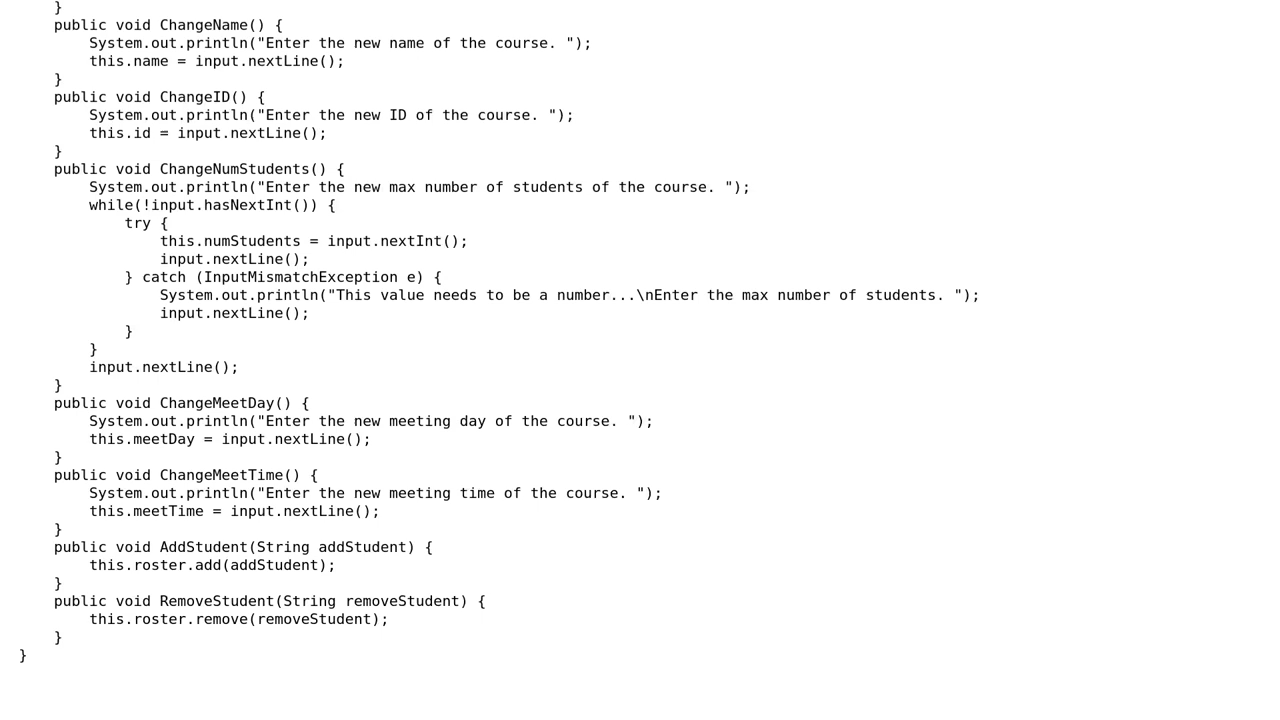 }
    public void ChangeName() {
        System.out.println("Enter the new name of the course. ");
        this.name = input.nextLine();
    }
    public void ChangeID() {
        System.out.println("Enter the new ID of the course. ");
        this.id = input.nextLine();
    }
    public void ChangeNumStudents() {
        System.out.println("Enter the new max number of students of the course. ");
        while(!input.hasNextInt()) {
            try {
                this.numStudents = input.nextInt();
                input.nextLine();
            } catch (InputMismatchException e) {
                System.out.println("This value needs to be a number...\nEnter the max number of students. ");
                input.nextLine();
            }
        }
        input.nextLine();
    }
    public void ChangeMeetDay() {
        System.out.println("Enter the new meeting day of the course. ");
        this.meetDay = input.nextLine();
    }
    public void ChangeMeetTime() {
        System.out.println("Enter the new meeting time of the course. ");
        this.meetTime = input.nextLine();
    }
    public void AddStudent(String addStudent) {
        this.roster.add(addStudent);
    }
    public void RemoveStudent(String removeStudent) {
        this.roster.remove(removeStudent);
    }
}